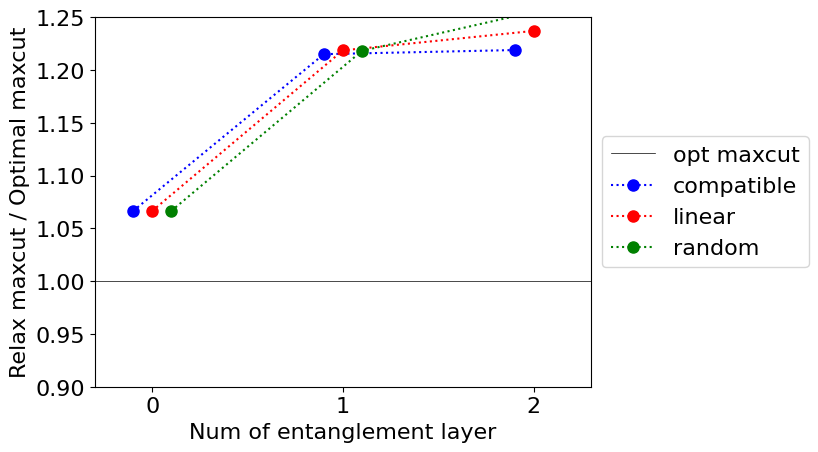 Relax maxcut / Optimal maxcut
1.25
1.20
1.15
1.10
1.05
1.00
0.95
0.90
0
1
2
Num of entanglement layer
opt maxcut
compatible
linear
random